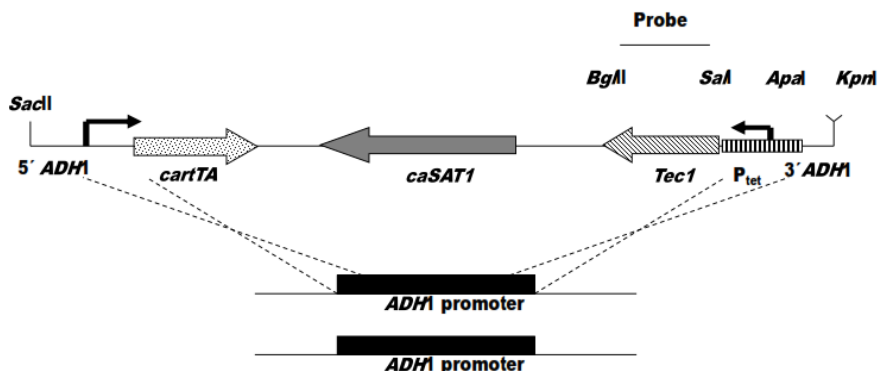 Probe
BglII SalI ApaI KpnI
SacII
5´ ADH1 cartTA caSAT1 Tec1 Ptet 3´ADH1
ADH1 promoter
ADH1 promoter